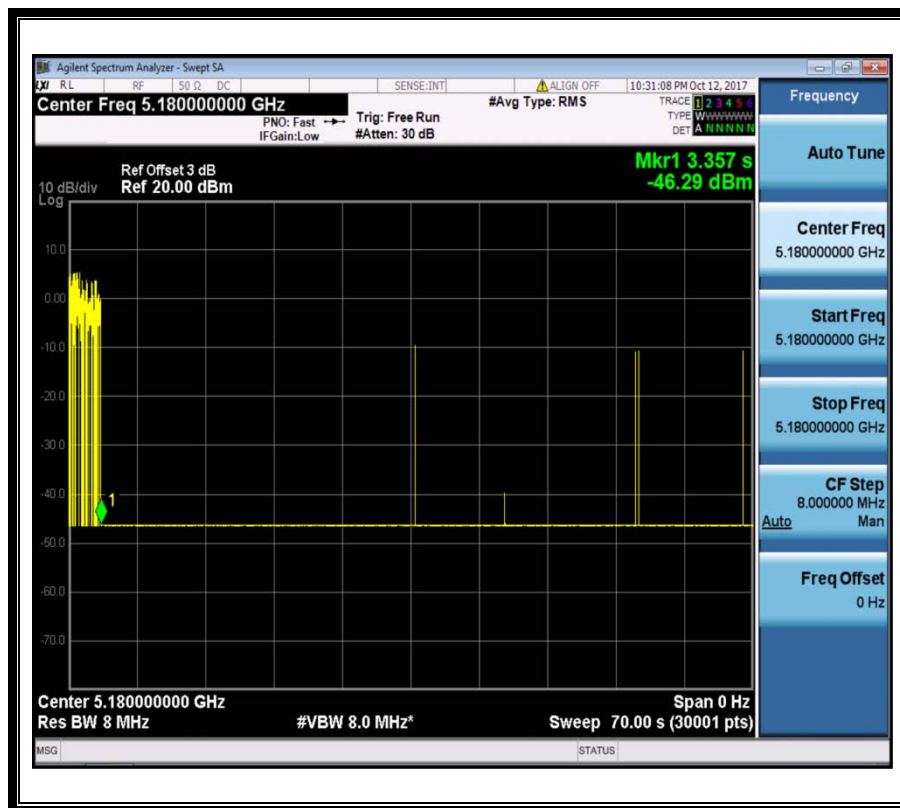 Agilent Spectrum Analyzer - Swept SA
LXI RL RF 50 Ω DC SENSE:INT ALIGN OFF 10:31:08 PM Oct 12, 2017
Center Freq 5.180000000 GHz
#Avg Type: RMS
TRACE 1 2 3 4 5 6
PNO: Fast
Trig: Free Run
TYPE WWWWWW
IFGain:Low
#Atten: 30 dB
DET A N N N N N
Frequency
Mkr1 3.357 s
Ref Offset 3 dB
10 dB/div Ref 20.00 dBm
-46.29 dBm
Log
10.0
0.00
-10.0
-20.0
-30.0
-40.0
-50.0
-60.0
-70.0
1
Center 5.180000000 GHz
Span 0 Hz
Res BW 8 MHz
#VBW 8.0 MHz*
Sweep 70.00 s (30001 pts)
MSG
STATUS
Auto Tune
Center Freq
5.180000000 GHz
Start Freq
5.180000000 GHz
Stop Freq
5.180000000 GHz
CF Step
8.000000 MHz
Auto Man
Freq Offset
0 Hz